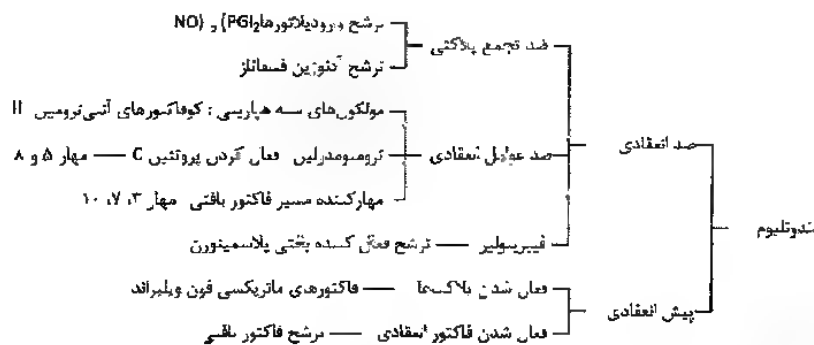 ترشح وازودیلاتورها (PGI₂ و NO)
ضد تجمع پلاکتی
ترشح آدنوزین فسفاتاز
مولکول‌های شبه هپارینی؛ کوفاکتورهای آنتی‌ترومبین II
ضد عوامل انعقادی
ترومبومدولین فعال کردن پروتئین C — مهار ۵ و ۸
ضد انعقادی
مهارکننده مسیر فاکتور بافتی مهار ۳، ۷، ۱۰
فیبرینولیز — ترشح فعال کننده بافتی پلاسمینوژن
ندوتلیوم
فعال شدن پلاکت‌ها — فاکتورهای ماتریکسی فون ویلبراند
پیش انعقادی
فعال شدن فاکتور انعقادی — ترشح فاکتور بافتی